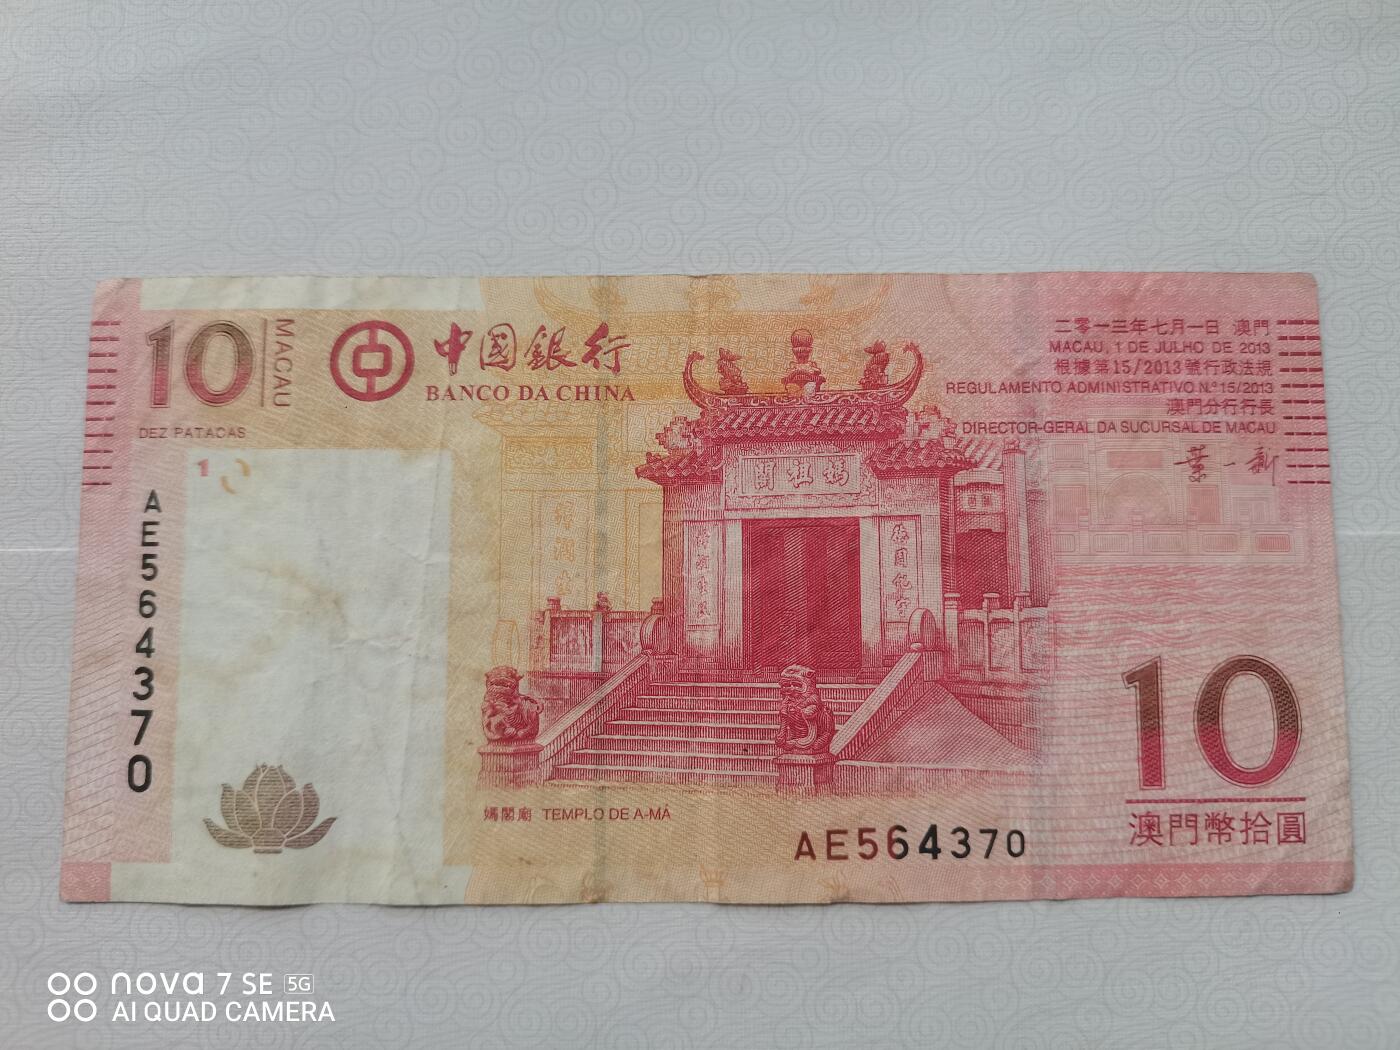 10
MACAU
DEZ PATACAS
中國銀行
BANCO DA CHINA
二零一三年七月一日 澳門
MACAU, 1 DE JULHO DE 2013
根據第15/2013號行政法規
REGULAMENTO ADMINISTRATIVO N.º 15/2013
澳門分行行長
DIRECTOR-GERAL DA SUCURSAL DE MACAU
10
AE564370
閣祖媽
媽閣廟 TEMPLO DE A-MÁ
AE564370
10
澳門幣拾圓
nova 7 SE 5G
AI QUAD CAMERA